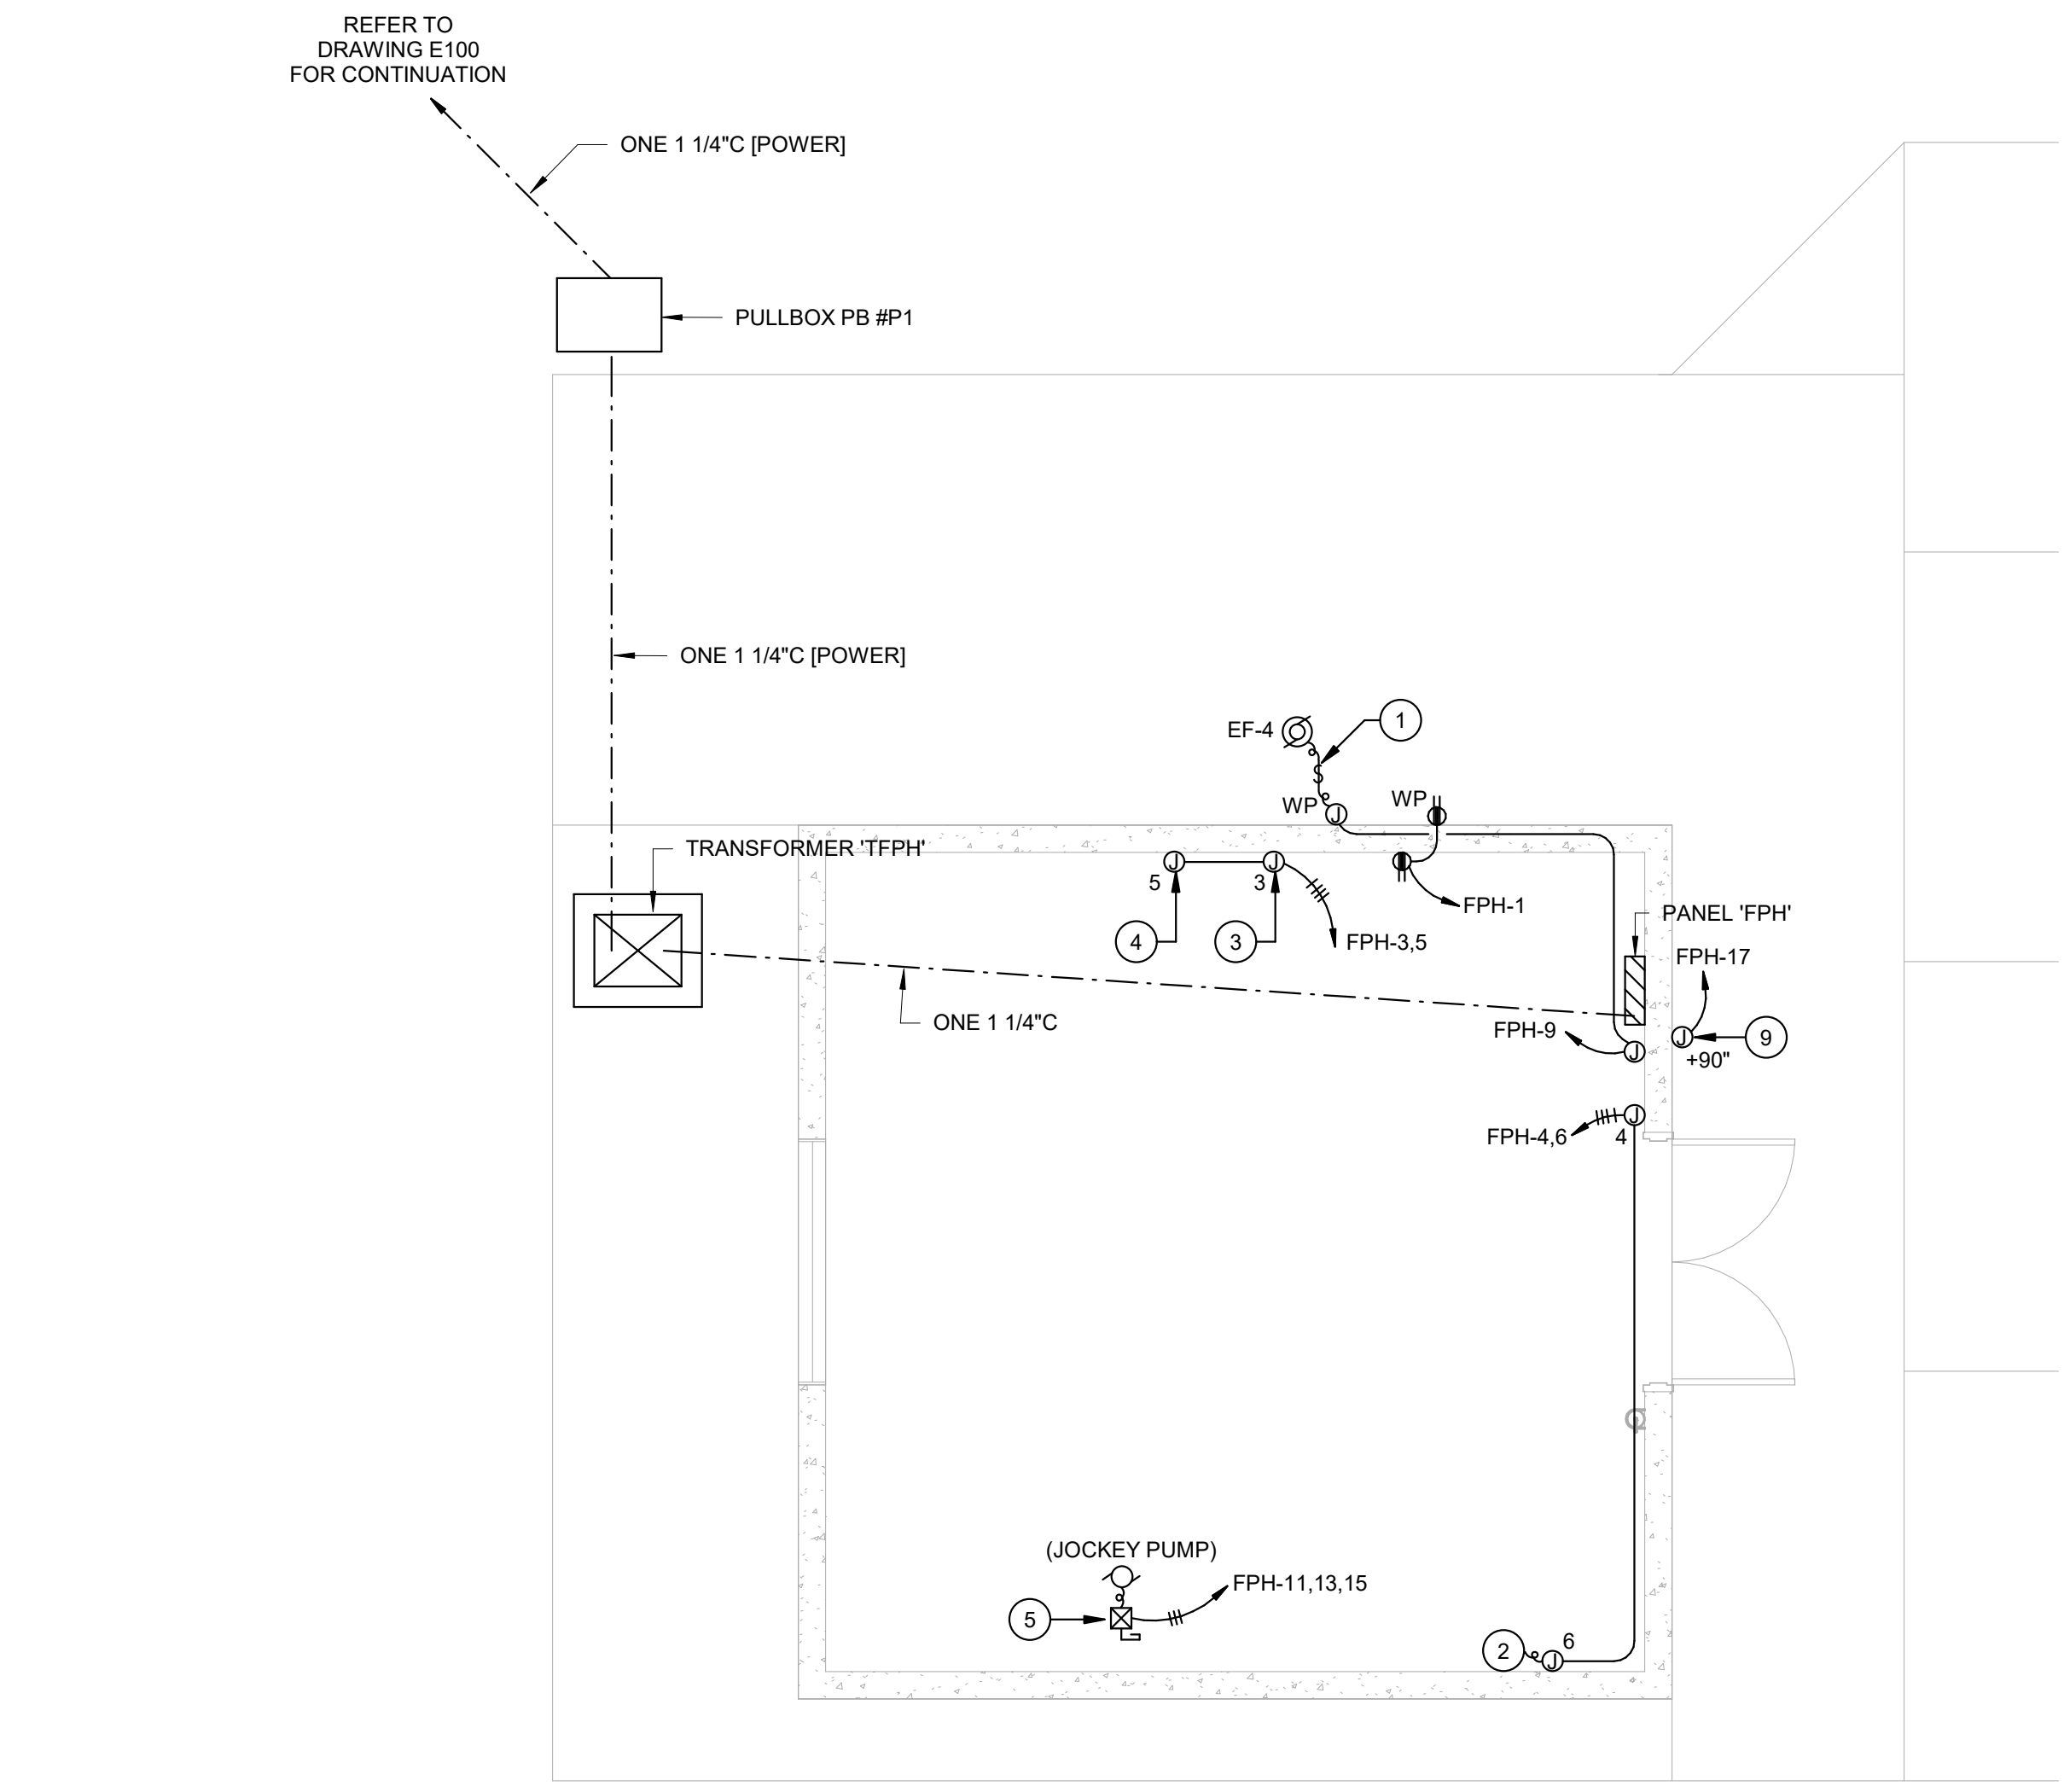 REFER TO
DRAWING E100
FOR CONTINUATION
ONE 1 1/4"C [POWER]
PULLBOX PB #P1
ONE 1 1/4"C [POWER]
EF-4
1
S
WP
J
WP
TRANSFORMER 'TFPH'
J
5
J
3
FPH-1
4
3
FPH-3,5
PANEL 'FPH'
FPH-17
ONE 1 1/4"C
FPH-9
J
J
9
+90"
FPH-4,6
J
4
(JOCKEY PUMP)
FPH-11,13,15
5
2
J
6